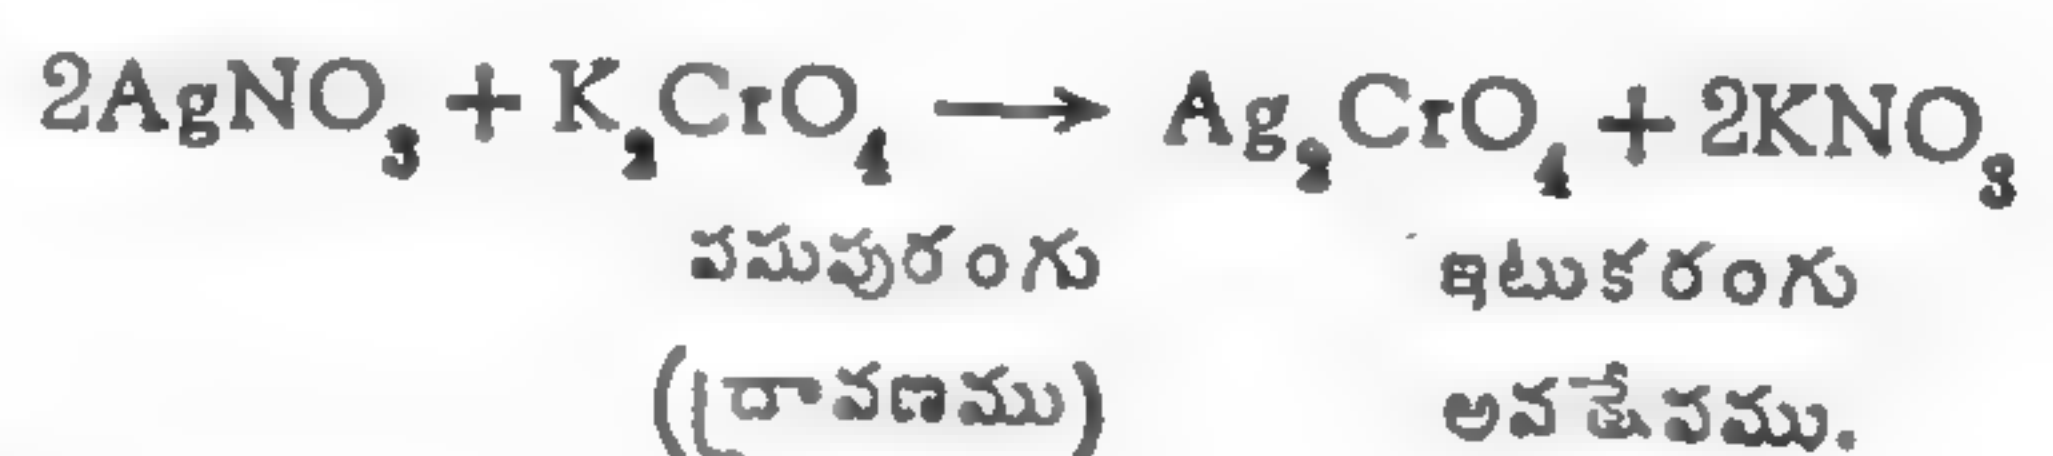 2AgNO₃ + K₂CrO₄ ⟶ Ag₂CrO₄ + 2KNO₃
పసుపురంగు ఇటుకరంగు
(ద్రావణము) అవక్షేపము.